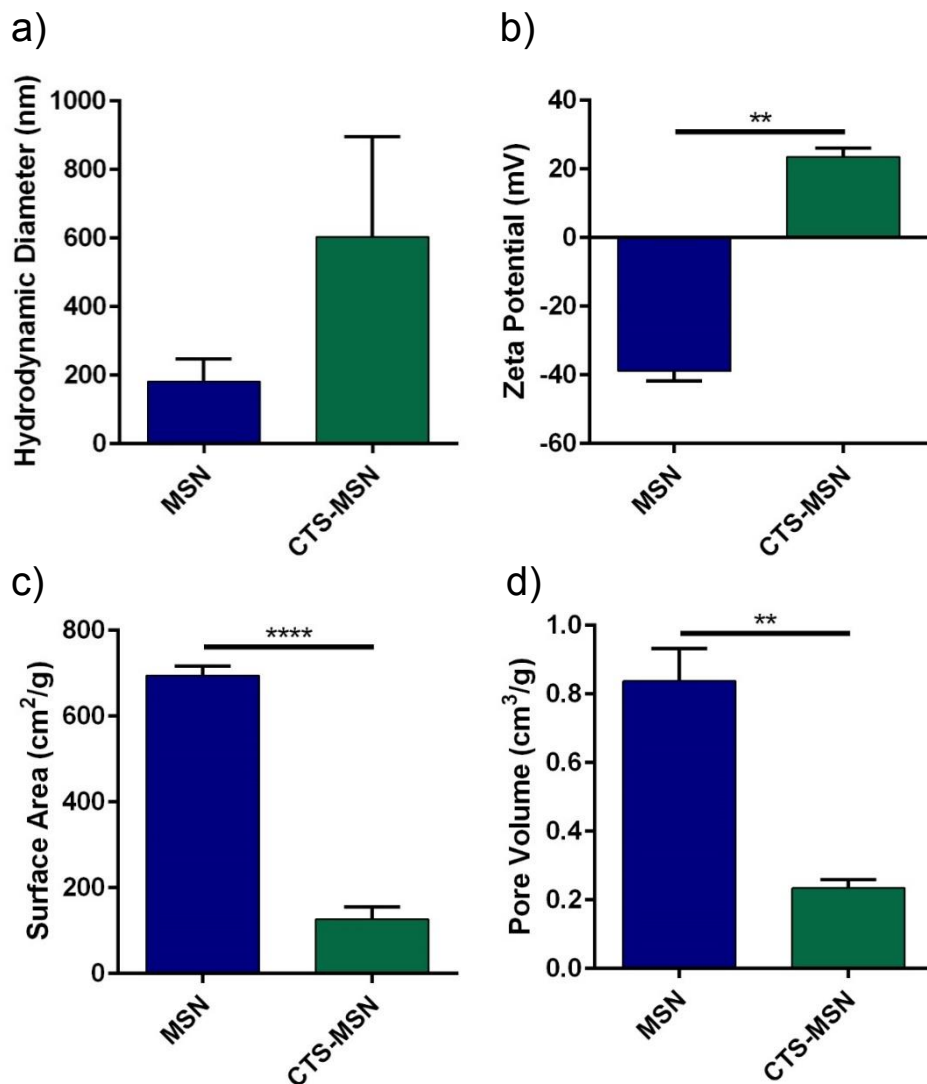 a)
Hydrodynamic Diameter (nm)
1000
800
600
400
200
0
MSN
CTS-MSN
b)
Zeta Potential (mV)
40
20
0
-20
-40
-60
**
MSN
CTS-MSN
c)
Surface Area (cm²/g)
800
600
400
200
0
****
MSN
CTS-MSN
d)
Pore Volume (cm³/g)
1.0
0.8
0.6
0.4
0.2
0.0
**
MSN
CTS-MSN